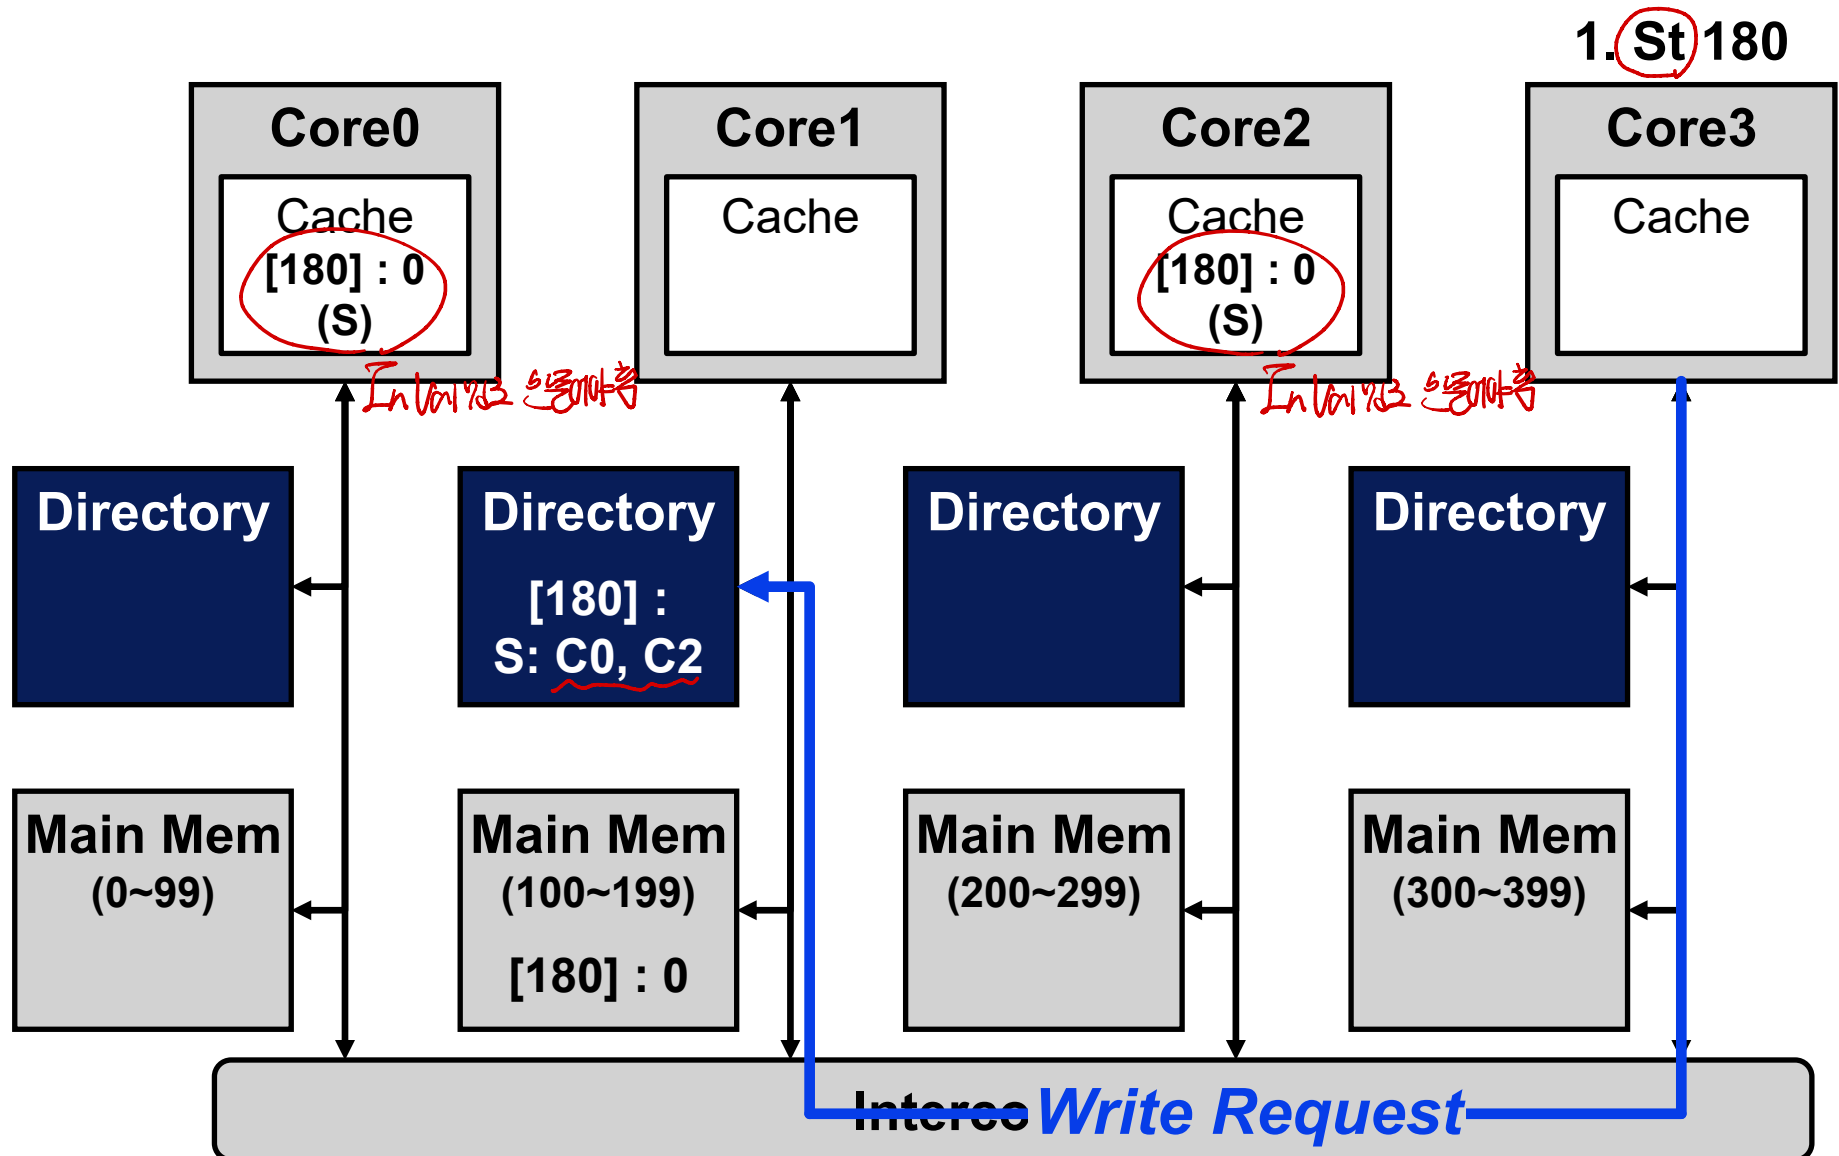 1. St 180
Core0
Cache
[180] : 0
(S)
Core1
Cache
Core2
Cache
[180] : 0
(S)
Core3
Cache
Directory
Directory
[180] :
S: C0, C2
Directory
Directory
Main Mem
(0~99)
Main Mem
(100~199)
[180] : 0
Main Mem
(200~299)
Main Mem
(300~399)
Write Request